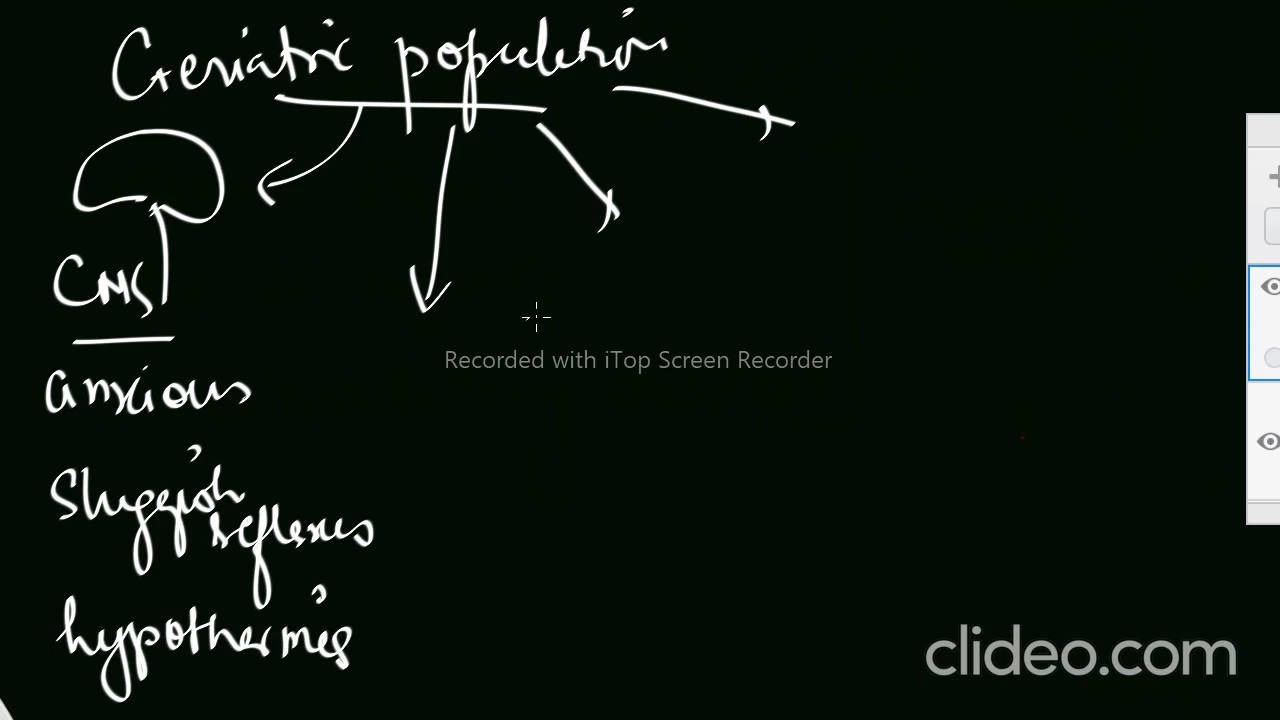 Geriatric population
CNS
anxious
Sluggish
reflexes
hypothermia
Recorded with iTop Screen Recorder
clideo.com